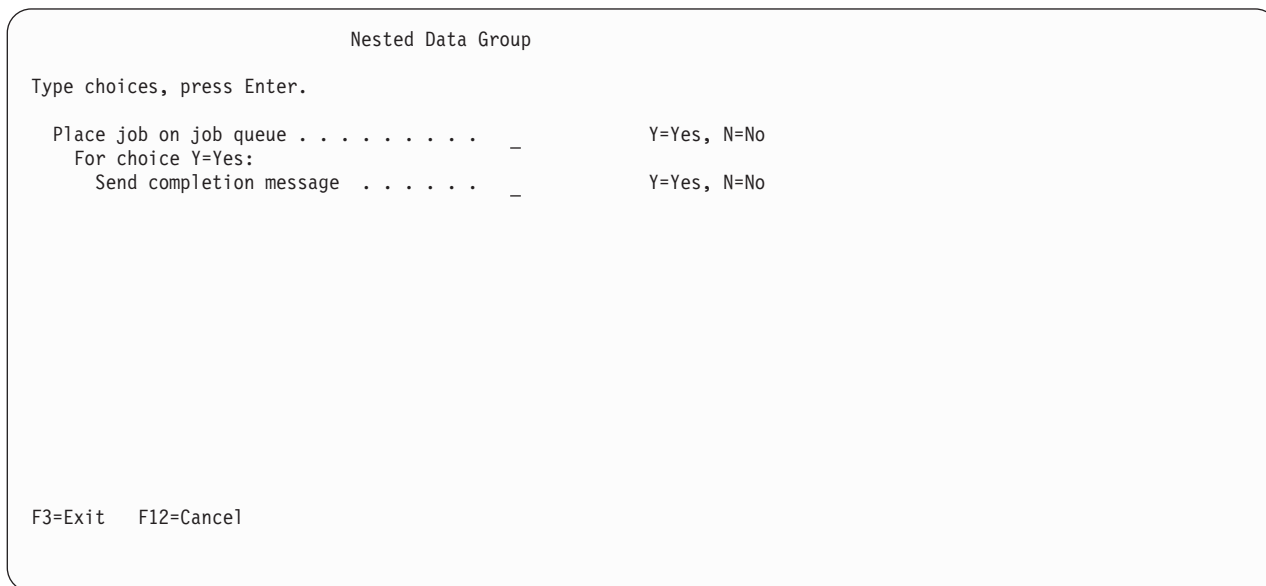 Nested Data Group
Type choices, press Enter.
Place job on job queue . . . . . . . . . _ Y=Yes, N=No
For choice Y=Yes:
Send completion message . . . . . . _ Y=Yes, N=No
F3=Exit F12=Cancel